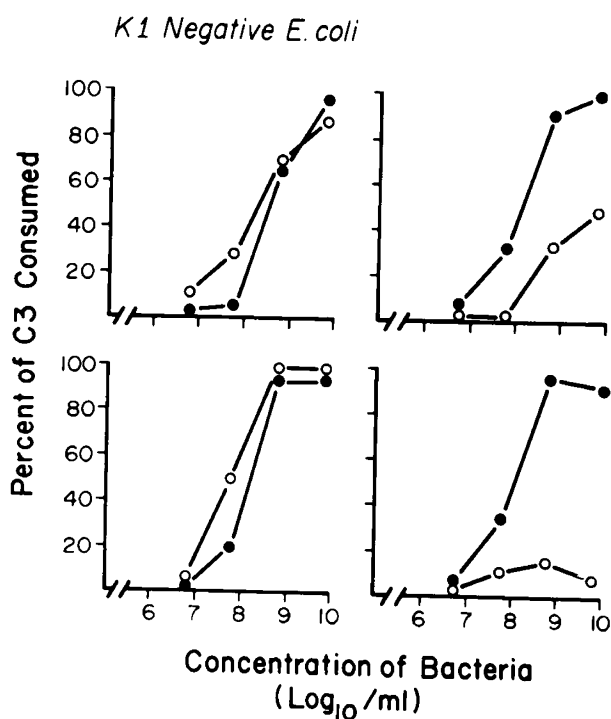 K1 Negative E. coli
100
80
60
40
20
Percent of C3 Consumed
100
80
60
40
20
6 7 8 9 10
6 7 8 9 10
Concentration of Bacteria
(Log10/ml)